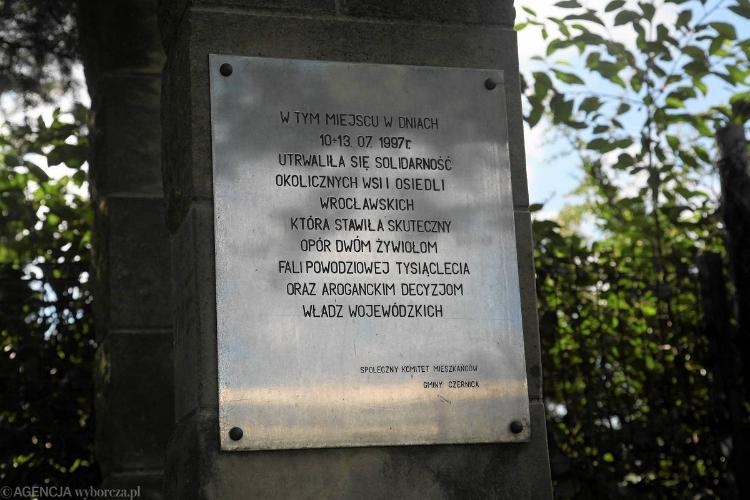 W TYM MIEJSCU W DNIACH
10÷13. 07. 1997r.
UTRWALIŁA SIĘ SOLIDARNOŚĆ
OKOLICZNYCH WSI I OSIEDLI
WROCŁAWSKICH
KTÓRA STAWIŁA SKUTECZNY
OPÓR DWÓM ŻYWIOŁOM
FALI POWODZIOWEJ TYSIĄCLECIA
ORAZ AROGANCKIM DECYZJOM
WŁADZ WOJEWÓDZKICH
SPOŁECZNY KOMITET MIESZKAŃCÓW
GMINY CZERNICA
© AGENCJA wyborcza.pl